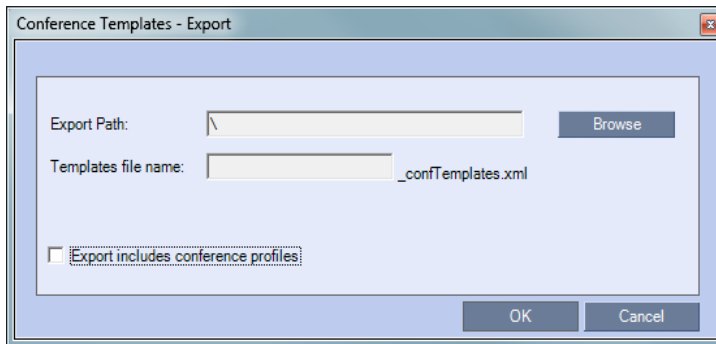 Conference Templates - Export
Export Path: \ Browse
Templates file name: _confTemplates.xml
Export includes conference profiles
OK Cancel